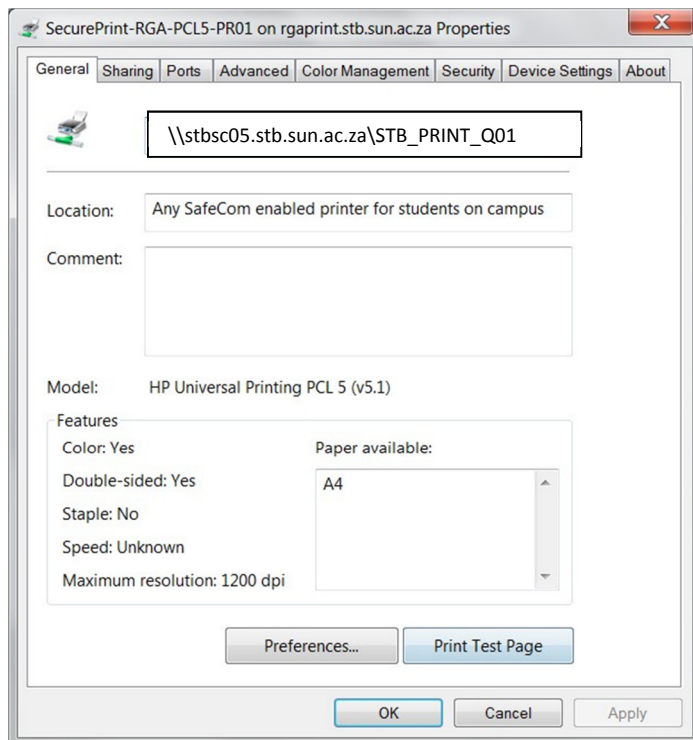 SecurePrint-RGA-PCL5-PR01 on rgaprint.stb.sun.ac.za Properties
X
General Sharing Ports Advanced Color Management Security Device Settings About
\\stbsc05.stb.sun.ac.za\STB_PRINT_Q01
Location: Any SafeCom enabled printer for students on campus
Comment:
Model: HP Universal Printing PCL 5 (v5.1)
Features
Color: Yes Paper available:
Double-sided: Yes A4
Staple: No
Speed: Unknown
Maximum resolution: 1200 dpi
Preferences... Print Test Page
OK Cancel Apply